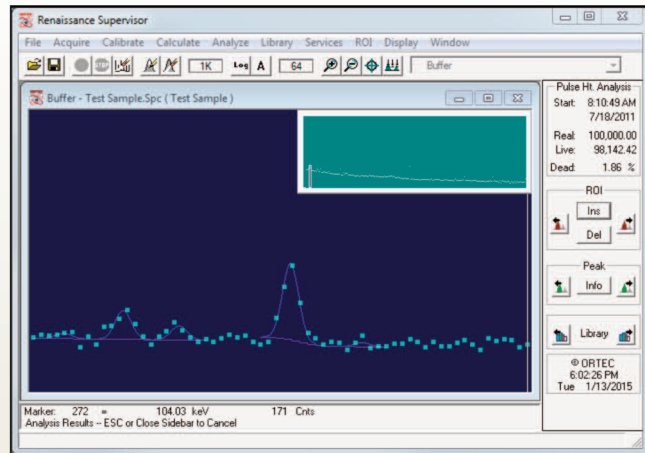 Renaissance Supervisor
File Acquire Calibrate Calculate Analyze Library Services ROI Display Window
STOP 1K Log A 64 Buffer
Buffer - Test Sample.Spc ( Test Sample )
Pulse Ht. Analysis
Start: 8:10:49 AM
7/18/2011
Real: 100,000.00
Live: 98,142.42
Dead: 1.86 %
ROI
Ins
Del
Peak
Info
Library
© ORTEC
6:02:26 PM
Tue 1/13/2015
Marker: 272 = 104.03 keV 171 Cnts
Analysis Results -- ESC or Close Sidebar to Cancel